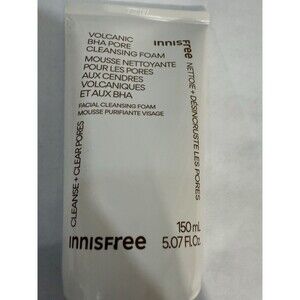 VOLCANIC
BHA PORE
CLEANSING FOAM
MOUSSE NETTOYANTE
POUR LES PORES
AUX CENDRES
VOLCANIQUES
ET AUX BHA
FACIAL CLEANSING FOAM
MOUSSE PURIFIANTE VISAGE
INNISFree
NETTOIE + DÉSINCRUSTE LES PORES
CLEANSE + CLEAR PORES
150 mL
5.07 Fl.Oz
INNISFree